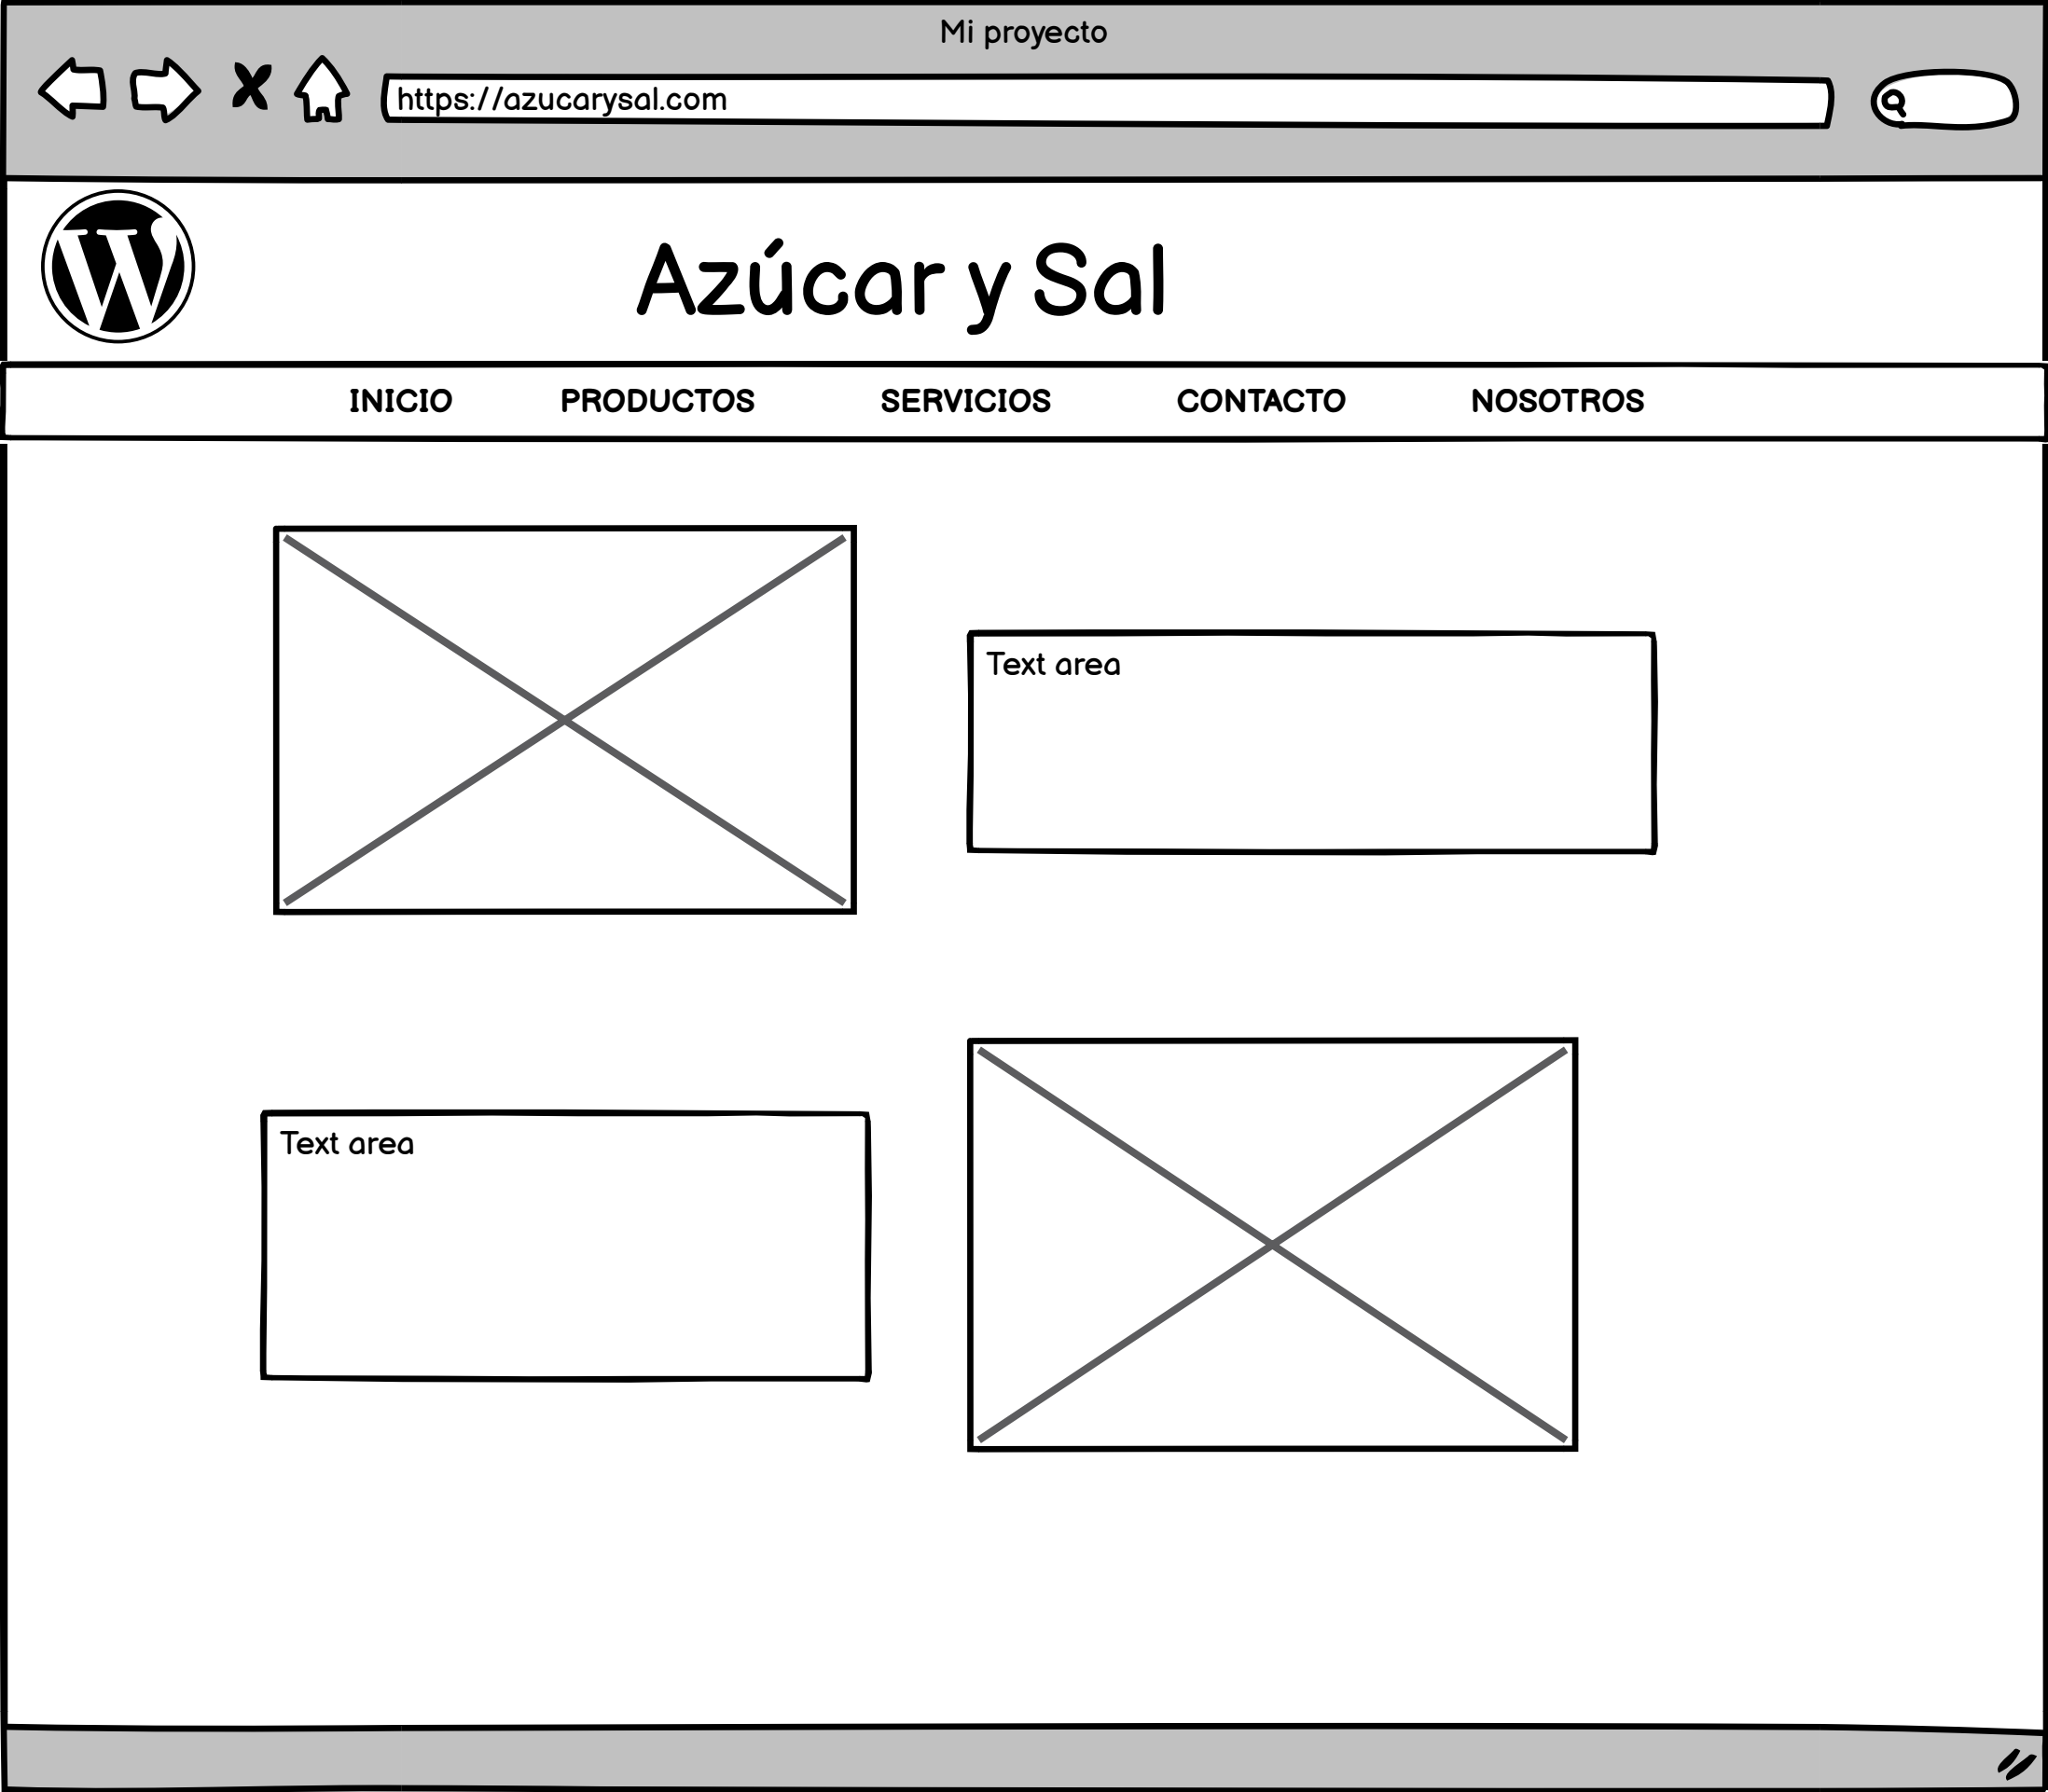 Mi proyecto
https://azucarysal.com
Azúcar y Sal
INICIO PRODUCTOS SERVICIOS CONTACTO NOSOTROS
Text area
Text area